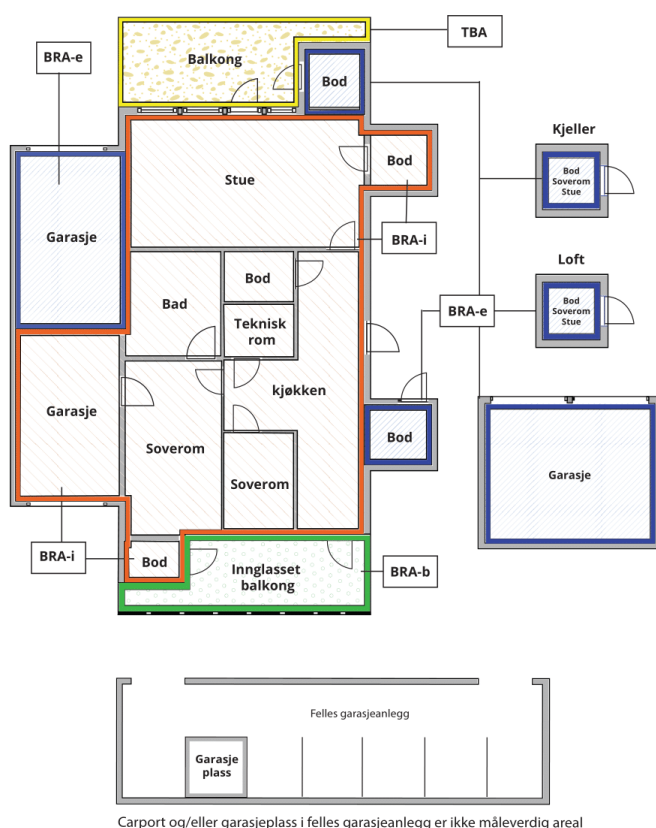 TBA
BRA-e
Balkong
Bod
Kjeller
Bod
Soverom
Stue
Bod
Stue
Garasje
BRA-i
Loft
Bod
Bad
Bod
Soverom
Stue
BRA-e
Teknisk
rom
kjøkken
Garasje
Bod
Soverom
Garasje
Soverom
BRA-i
Bod
Innglasset
balkong
BRA-b
Felles garasjeanlegg
Garasje
plass
Carport og/eller garasjeplass i felles garasjeanlegg er ikke måleverdig areal